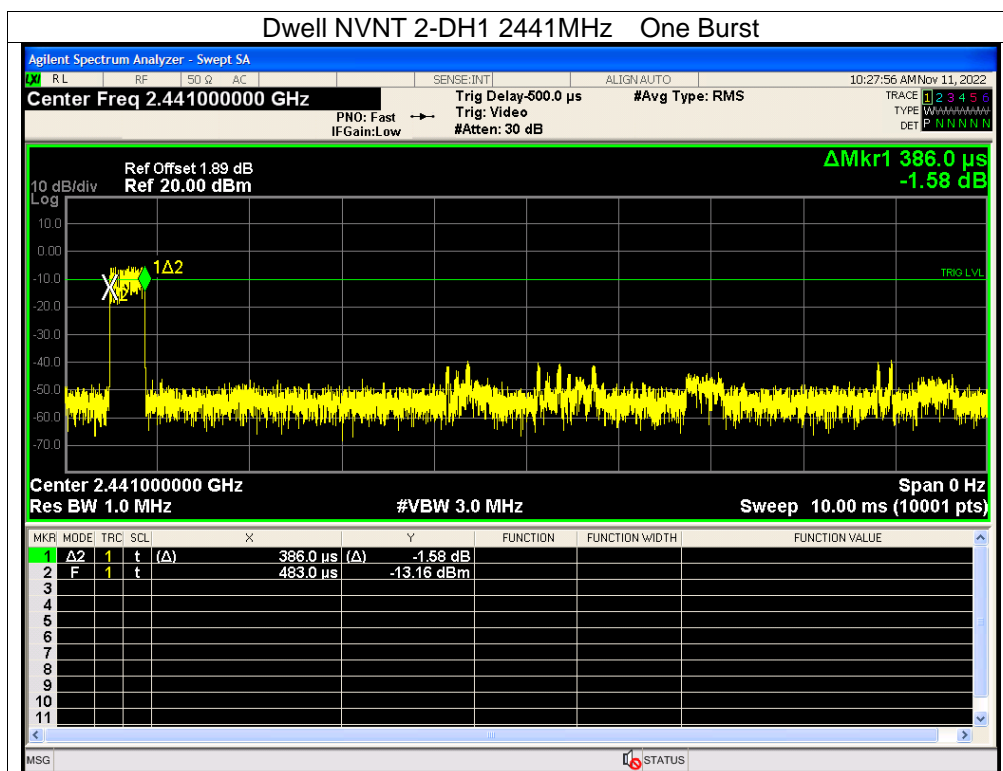 Dwell NVNT 2-DH1 2441MHz One Burst
Agilent Spectrum Analyzer - Swept SA
LXI RL RF 50 Ω AC SENSE:INT ALIGN AUTO 10:27:56 AM Nov 11, 2022
Center Freq 2.441000000 GHz Trig Delay-500.0 µs #Avg Type: RMS TRACE 1 2 3 4 5 6
PNO: Fast Trig: Video TYPE WWWWWW
IFGain:Low #Atten: 30 dB DET P N N N N N
ΔMkr1 386.0 µs
-1.58 dB
Ref Offset 1.89 dB
10 dB/div Ref 20.00 dBm
Log
10.0
0.00
1Δ2
-10.0 TRIG LVL
2
-20.0
-30.0
-40.0
-50.0
-60.0
-70.0
Center 2.441000000 GHz Span 0 Hz
Res BW 1.0 MHz #VBW 3.0 MHz Sweep 10.00 ms (10001 pts)
MKR MODE TRC SCL X Y FUNCTION FUNCTION WIDTH FUNCTION VALUE
1 Δ2 1 t (Δ) 386.0 µs (Δ) -1.58 dB
2 F 1 t 483.0 µs -13.16 dBm
3
4
5
6
7
8
9
10
11
MSG STATUS